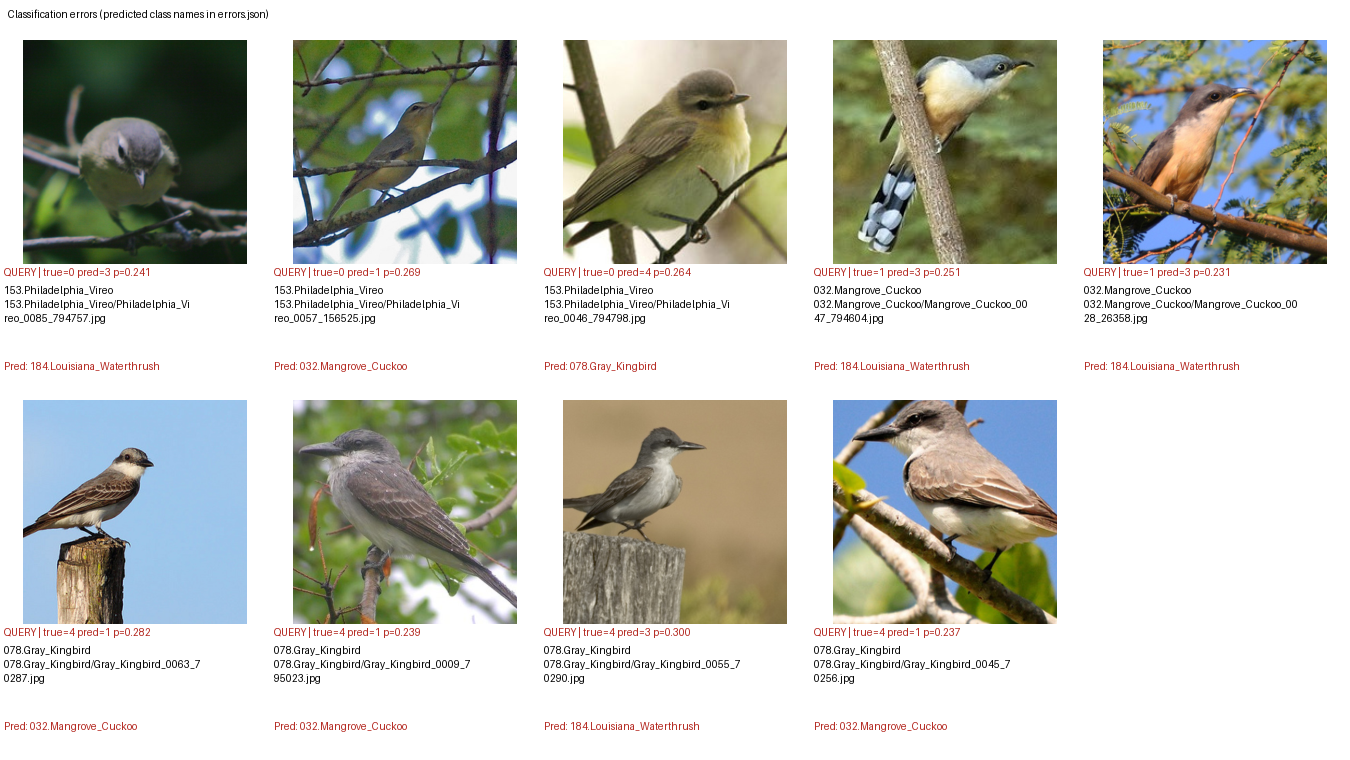 Classification errors (predicted class names in errors.json)
QUERY | true=0 pred=3 p=0.241
153.Philadelphia_Vireo
153.Philadelphia_Vireo/Philadelphia_Vi
reo_0085_794757.jpg
Pred: 184.Louisiana_Waterthrush
QUERY | true=0 pred=1 p=0.269
153.Philadelphia_Vireo
153.Philadelphia_Vireo/Philadelphia_Vi
reo_0057_156525.jpg
Pred: 032.Mangrove_Cuckoo
QUERY | true=0 pred=4 p=0.264
153.Philadelphia_Vireo
153.Philadelphia_Vireo/Philadelphia_Vi
reo_0046_794798.jpg
Pred: 078.Gray_Kingbird
QUERY | true=1 pred=3 p=0.251
032.Mangrove_Cuckoo
032.Mangrove_Cuckoo/Mangrove_Cuckoo_00
47_794604.jpg
Pred: 184.Louisiana_Waterthrush
QUERY | true=1 pred=3 p=0.231
032.Mangrove_Cuckoo
032.Mangrove_Cuckoo/Mangrove_Cuckoo_00
28_26358.jpg
Pred: 184.Louisiana_Waterthrush
QUERY | true=4 pred=1 p=0.282
078.Gray_Kingbird
078.Gray_Kingbird/Gray_Kingbird_0063_7
0287.jpg
Pred: 032.Mangrove_Cuckoo
QUERY | true=4 pred=1 p=0.239
078.Gray_Kingbird
078.Gray_Kingbird/Gray_Kingbird_0009_7
95023.jpg
Pred: 032.Mangrove_Cuckoo
QUERY | true=4 pred=3 p=0.300
078.Gray_Kingbird
078.Gray_Kingbird/Gray_Kingbird_0055_7
0290.jpg
Pred: 184.Louisiana_Waterthrush
QUERY | true=4 pred=1 p=0.237
078.Gray_Kingbird
078.Gray_Kingbird/Gray_Kingbird_0045_7
0256.jpg
Pred: 032.Mangrove_Cuckoo